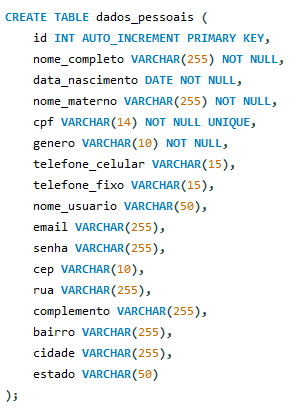 CREATE TABLE dados_pessoais (
    id INT AUTO_INCREMENT PRIMARY KEY,
    nome_completo VARCHAR(255) NOT NULL,
    data_nascimento DATE NOT NULL,
    nome_materno VARCHAR(255) NOT NULL,
    cpf VARCHAR(14) NOT NULL UNIQUE,
    genero VARCHAR(10) NOT NULL,
    telefone_celular VARCHAR(15),
    telefone_fixo VARCHAR(15),
    nome_usuario VARCHAR(50),
    email VARCHAR(255),
    senha VARCHAR(255),
    cep VARCHAR(10),
    rua VARCHAR(255),
    complemento VARCHAR(255),
    bairro VARCHAR(255),
    cidade VARCHAR(255),
    estado VARCHAR(50)
);